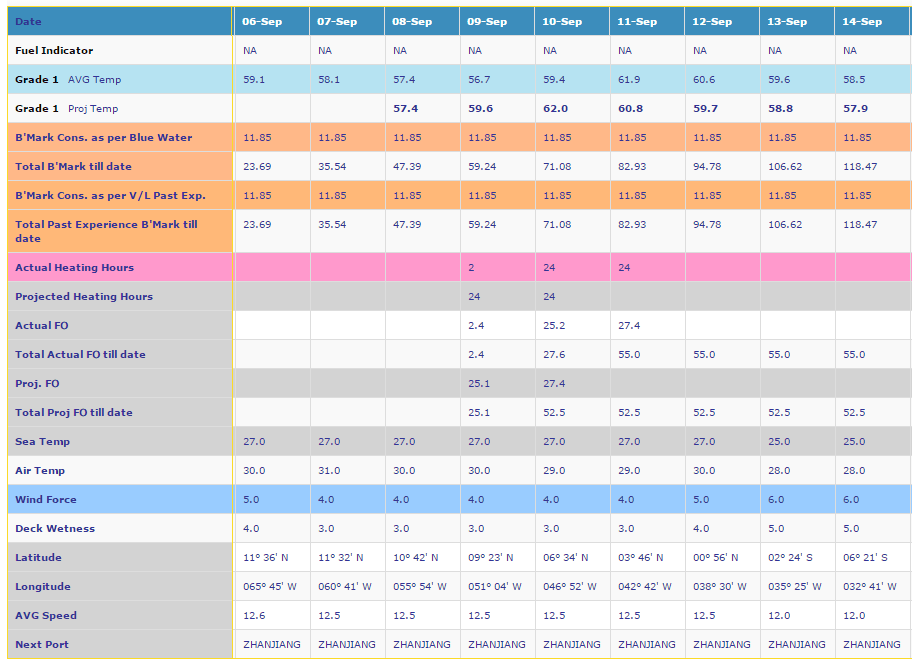 Date 06-Sep 07-Sep 08-Sep 09-Sep 10-Sep 11-Sep 12-Sep 13-Sep 14-Sep
Fuel Indicator NA NA NA NA NA NA NA NA NA
Grade 1 AVG Temp 59.1 58.1 57.4 56.7 59.4 61.9 60.6 59.6 58.5
Grade 1 Proj Temp 57.4 59.6 62.0 60.8 59.7 58.8 57.9
B'Mark Cons. as per Blue Water 11.85 11.85 11.85 11.85 11.85 11.85 11.85 11.85 11.85
Total B'Mark till date 23.69 35.54 47.39 59.24 71.08 82.93 94.78 106.62 118.47
B'Mark Cons. as per V/L Past Exp. 11.85 11.85 11.85 11.85 11.85 11.85 11.85 11.85 11.85
Total Past Experience B'Mark till 23.69 35.54 47.39 59.24 71.08 82.93 94.78 106.62 118.47
date
Actual Heating Hours 2 24 24
Projected Heating Hours 24 24
Actual FO 2.4 25.2 27.4
Total Actual FO till date 2.4 27.6 55.0 55.0 55.0 55.0
Proj. FO 25.1 27.4
Total Proj FO till date 25.1 52.5 52.5 52.5 52.5 52.5
Sea Temp 27.0 27.0 27.0 27.0 27.0 27.0 27.0 25.0 25.0
Air Temp 30.0 31.0 30.0 30.0 29.0 29.0 30.0 28.0 28.0
Wind Force 5.0 4.0 4.0 4.0 4.0 4.0 5.0 6.0 6.0
Deck Wetness 4.0 3.0 3.0 3.0 3.0 3.0 4.0 5.0 5.0
Latitude 11° 36' N 11° 32' N 10° 42' N 09° 23' N 06° 34' N 03° 46' N 00° 56' N 02° 24' S 06° 21' S
Longitude 065° 45' W 060° 41' W 055° 54' W 051° 04' W 046° 52' W 042° 42' W 038° 30' W 035° 25' W 032° 41' W
AVG Speed 12.6 12.5 12.5 12.5 12.5 12.5 12.5 12.0 12.0
Next Port ZHANJIANG ZHANJIANG ZHANJIANG ZHANJIANG ZHANJIANG ZHANJIANG ZHANJIANG ZHANJIANG ZHANJIANG